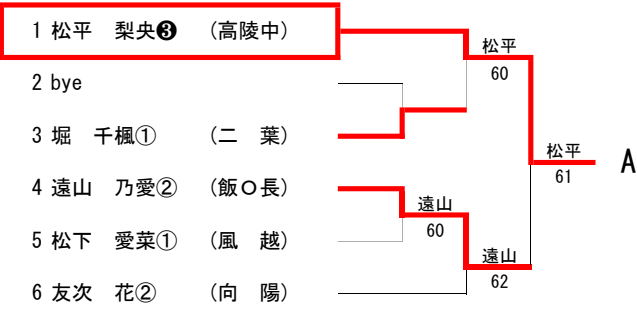 1 松平　梨央❸　（高陵中）
松平
60
2 bye
3 堀　千楓①　（二　葉）
松平
61
A
4 遠山　乃愛②　（飯O長）
遠山
60
5 松下　愛菜①　（風　越）
遠山
62
6 友次　花②　（向　陽）